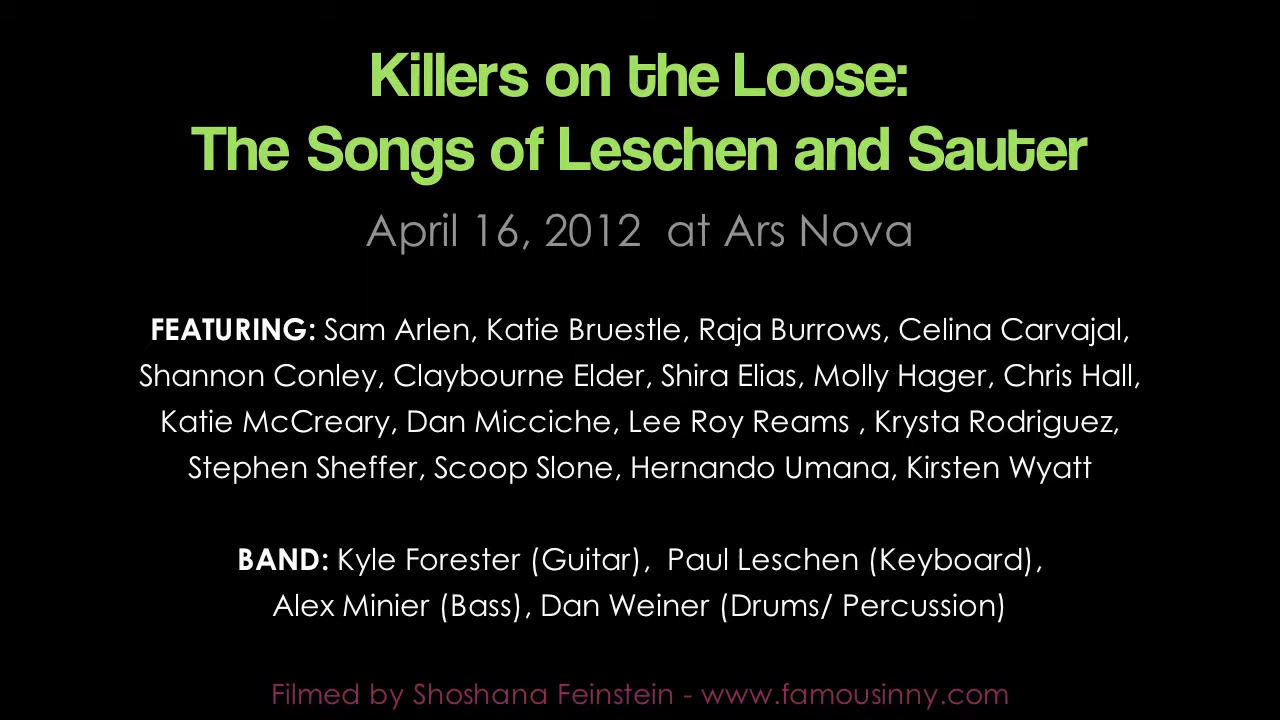 Killers on the Loose:
The Songs of Leschen and Sauter
April 16, 2012  at Ars Nova
FEATURING: Sam Arlen, Katie Bruestle, Raja Burrows, Celina Carvajal,
Shannon Conley, Claybourne Elder, Shira Elias, Molly Hager, Chris Hall,
Katie McCreary, Dan Micciche, Lee Roy Reams , Krysta Rodriguez,
Stephen Sheffer, Scoop Slone, Hernando Umana, Kirsten Wyatt
BAND: Kyle Forester (Guitar),  Paul Leschen (Keyboard),
Alex Minier (Bass), Dan Weiner (Drums/ Percussion)
Filmed by Shoshana Feinstein - www.famousinny.com